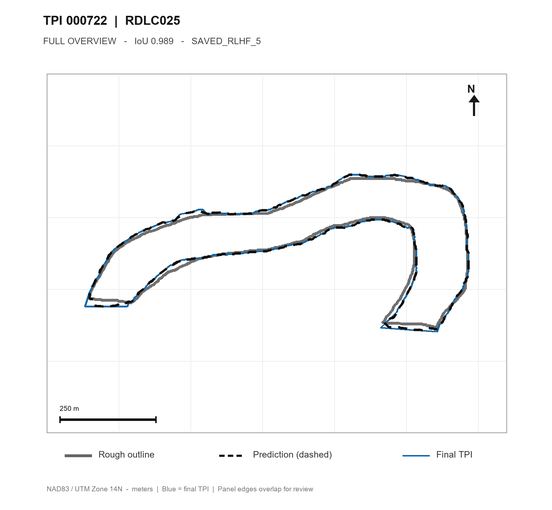 TPI 000722 | RDLC025
FULL OVERVIEW - IoU 0.989 - SAVED_RLHF_5
N
250 m
Rough outline
Prediction (dashed)
Final TPI
NAD83 / UTM Zone 14N - meters | Blue = final TPI | Panel edges overlap for review